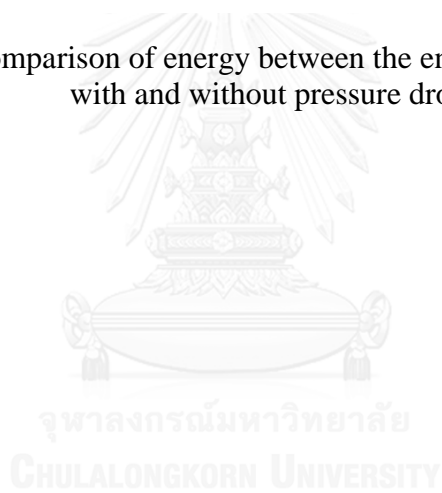 omparison of energy between the en
with and without pressure dro
จุฬาลงกรณ์มหาวิทยาลัย
CHULALONGKORN UNIVERSITY